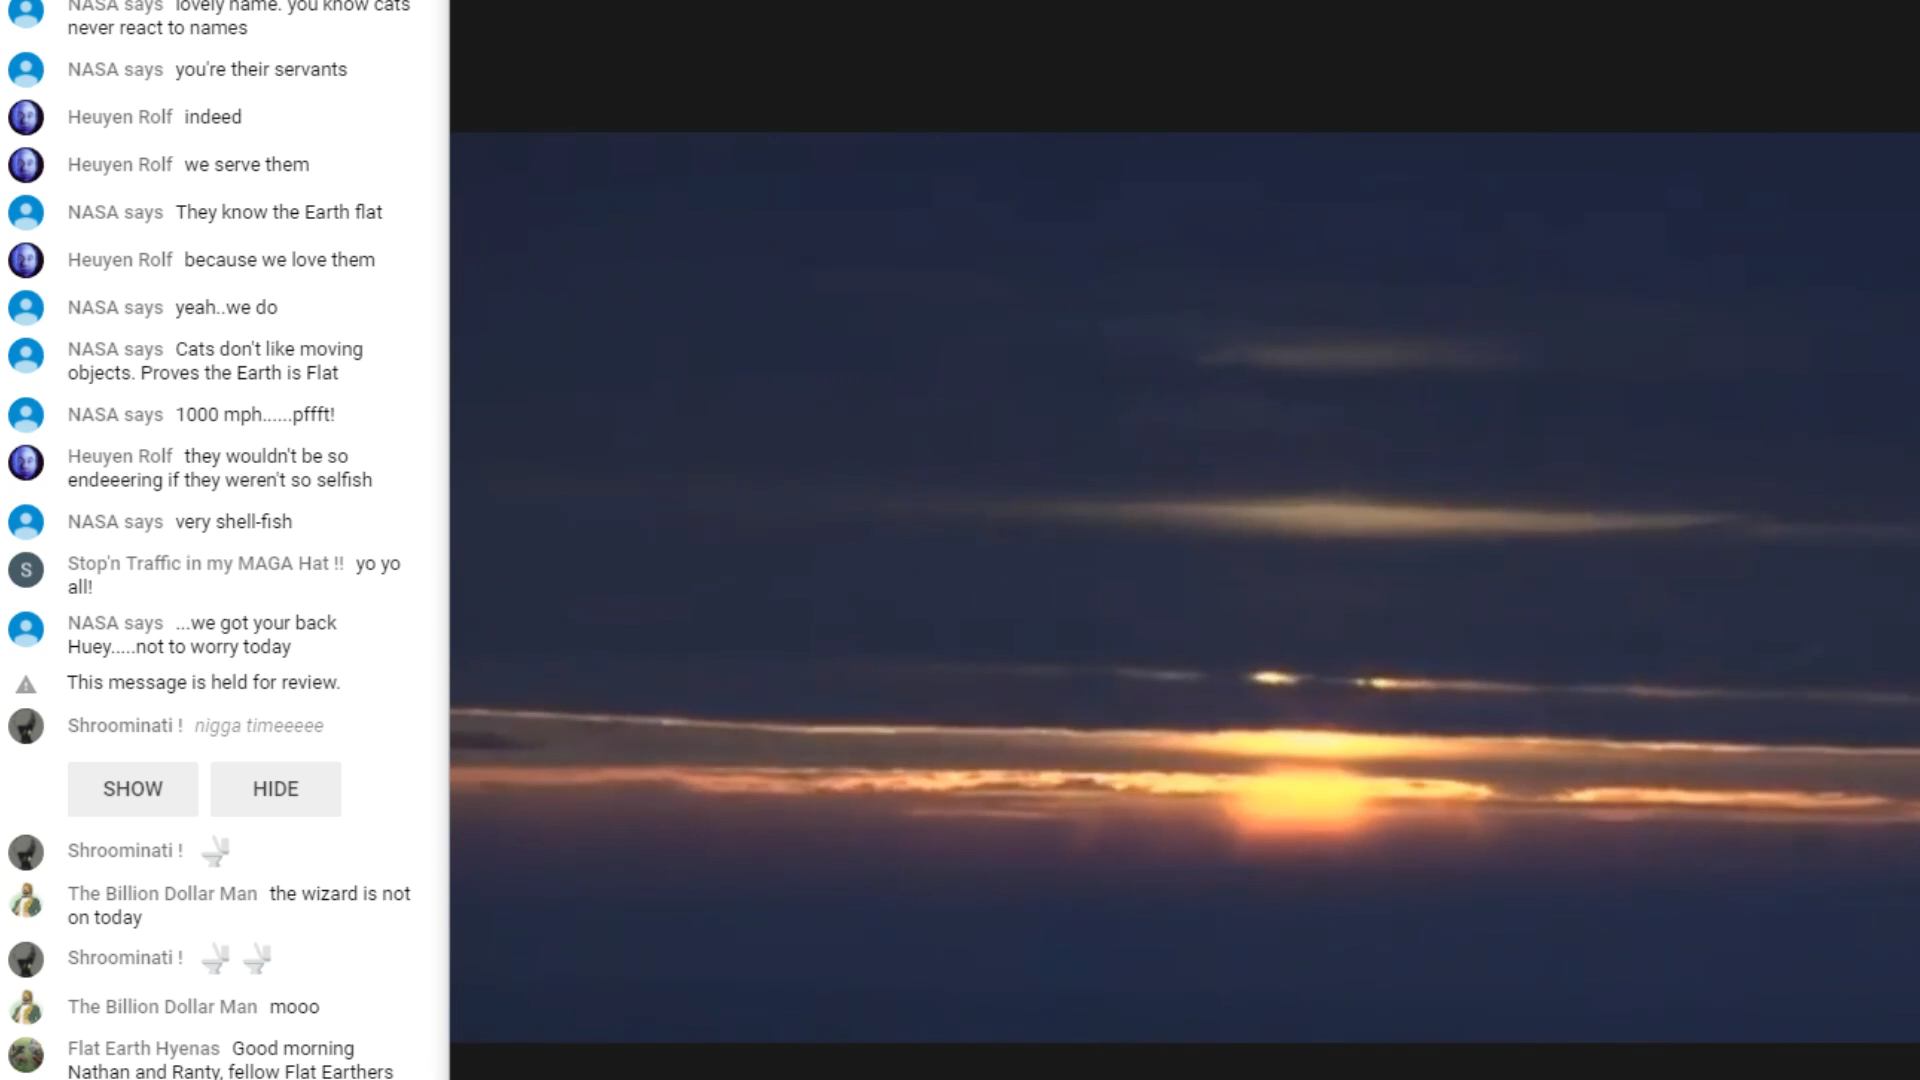 NASA says lovely name. you know cats
never react to names
NASA says you're their servants
Heuyen Rolf indeed
Heuyen Rolf we serve them
NASA says They know the Earth flat
Heuyen Rolf because we love them
NASA says yeah..we do
NASA says Cats don't like moving
objects. Proves the Earth is Flat
NASA says 1000 mph......pffft!
Heuyen Rolf they wouldn't be so
endeeering if they weren't so selfish
NASA says very shell-fish
S
Stop'n Traffic in my MAGA Hat !! yo yo
all!
NASA says ...we got your back
Huey.....not to worry today
This message is held for review.
Shroominati ! nigga timeeeee
SHOW HIDE
Shroominati !
The Billion Dollar Man the wizard is not
on today
Shroominati !
The Billion Dollar Man mooo
Flat Earth Hyenas Good morning
Nathan and Ranty, fellow Flat Earthers